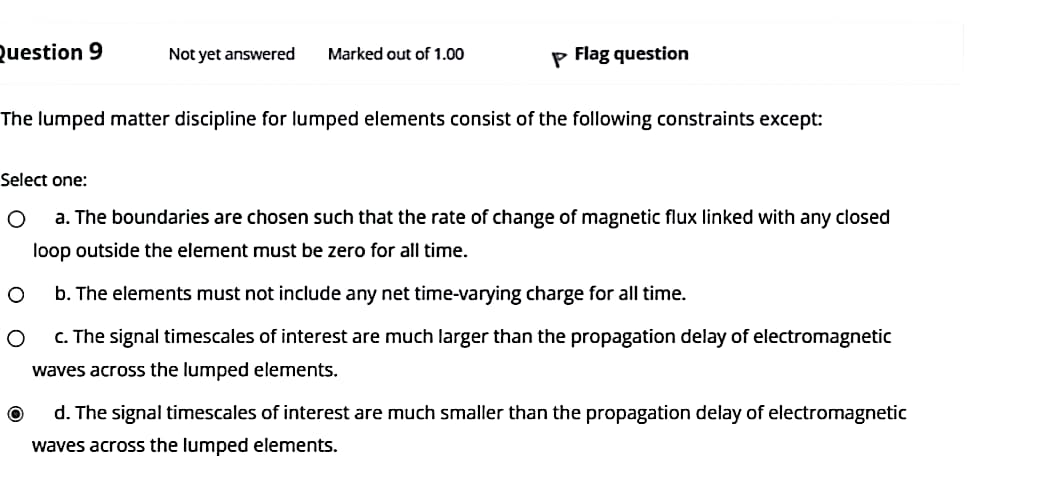 Question 9 Not yet answered Marked out of 1.00 Flag question
The lumped matter discipline for lumped elements consist of the following constraints except:
Select one:
a. The boundaries are chosen such that the rate of change of magnetic flux linked with any closed
loop outside the element must be zero for all time.
b. The elements must not include any net time-varying charge for all time.
c. The signal timescales of interest are much larger than the propagation delay of electromagnetic
waves across the lumped elements.
d. The signal timescales of interest are much smaller than the propagation delay of electromagnetic
waves across the lumped elements.